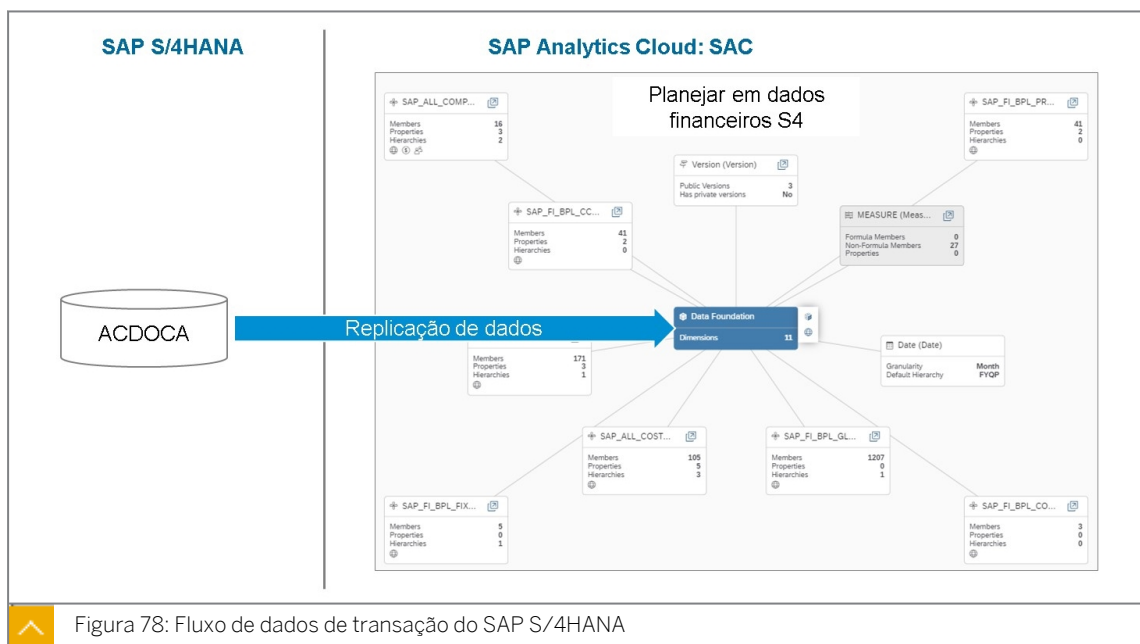 SAP S/4HANA
SAP Analytics Cloud: SAC
Planejar em dados
financeiros S4
SAP_ALL_COMP...
Members 16
Properties 3
Hierarchies 2
SAP_FI_BPL_PR...
Members 41
Properties 2
Hierarchies 0
Version (Version)
Public Versions 3
Has private versions No
SAP_FI_BPL_CC...
Members 41
Properties 2
Hierarchies 0
MEASURE (Meas...
Formula Members 0
Non-Formula Members 27
Properties 0
ACDOCA
Replicação de dados
Data Foundation
Dimensions 11
Members 171
Properties 3
Hierarchies 1
Date (Date)
Granularity Month
Default Hierarchy FYQP
SAP_ALL_COST...
Members 105
Properties 5
Hierarchies 3
SAP_FI_BPL_GL...
Members 1207
Properties 0
Hierarchies 1
SAP_FI_BPL_FIX...
Members 5
Properties 0
Hierarchies 1
SAP_FI_BPL_CO...
Members 3
Properties 0
Hierarchies 0
Figura 78: Fluxo de dados de transação do SAP S/4HANA